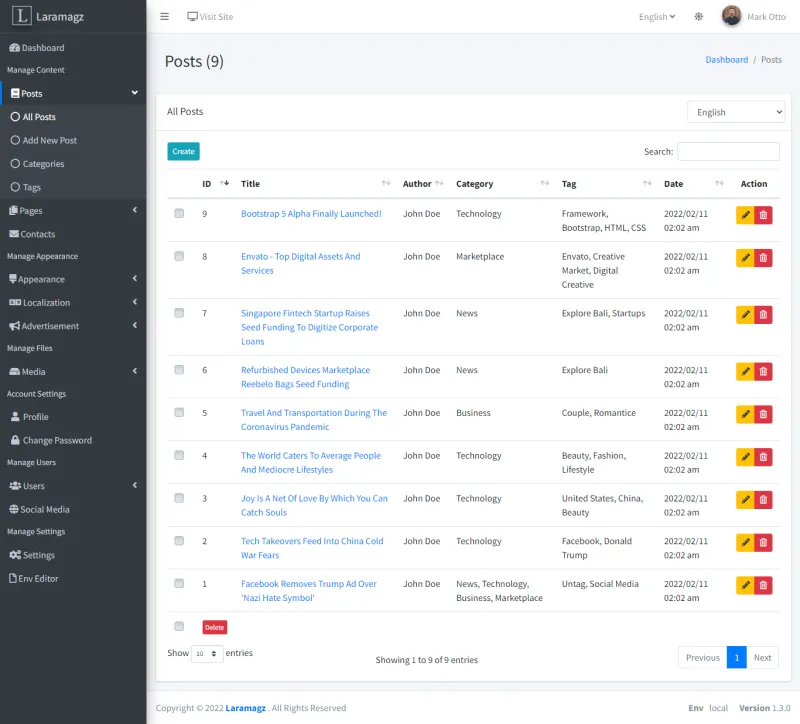 L Laramagz
Visit Site
English
Mark Otto
Dashboard
Manage Content
Posts
All Posts
Add New Post
Categories
Tags
Pages
Contacts
Manage Appearance
Appearance
Localization
Advertisement
Manage Files
Media
Account Settings
Profile
Change Password
Manage Users
Users
Social Media
Manage Settings
Settings
Env Editor
Posts (9)
Dashboard / Posts
All Posts
English
Create
Search:
ID Title Author Category Tag Date Action
9 Bootstrap 5 Alpha Finally Launched! John Doe Technology Framework, 2022/02/11
Bootstrap, HTML, CSS 02:02 am
8 Envato - Top Digital Assets And John Doe Marketplace Envato, Creative 2022/02/11
Services Market, Digital 02:02 am
Creative
7 Singapore Fintech Startup Raises John Doe News Explore Bali, Startups 2022/02/11
Seed Funding To Digitize Corporate 02:02 am
Loans
6 Refurbished Devices Marketplace John Doe News Explore Bali 2022/02/11
Reebelo Bags Seed Funding 02:02 am
5 Travel And Transportation During The John Doe Business Couple, Romantice 2022/02/11
Coronavirus Pandemic 02:02 am
4 The World Caters To Average People John Doe Technology Beauty, Fashion, 2022/02/11
And Mediocre Lifestyles Lifestyle 02:02 am
3 Joy Is A Net Of Love By Which You Can John Doe Technology United States, China, 2022/02/11
Catch Souls Beauty 02:02 am
2 Tech Takeovers Feed Into China Cold John Doe Technology Facebook, Donald 2022/02/11
War Fears Trump 02:02 am
1 Facebook Removes Trump Ad Over John Doe News, Technology, Untag, Social Media 2022/02/11
'Nazi Hate Symbol' Business, Marketplace 02:02 am
Delete
Show 10 entries
Showing 1 to 9 of 9 entries
Previous 1 Next
Copyright © 2022 Laramagz . All Rights Reserved
Env local Version 1.3.0